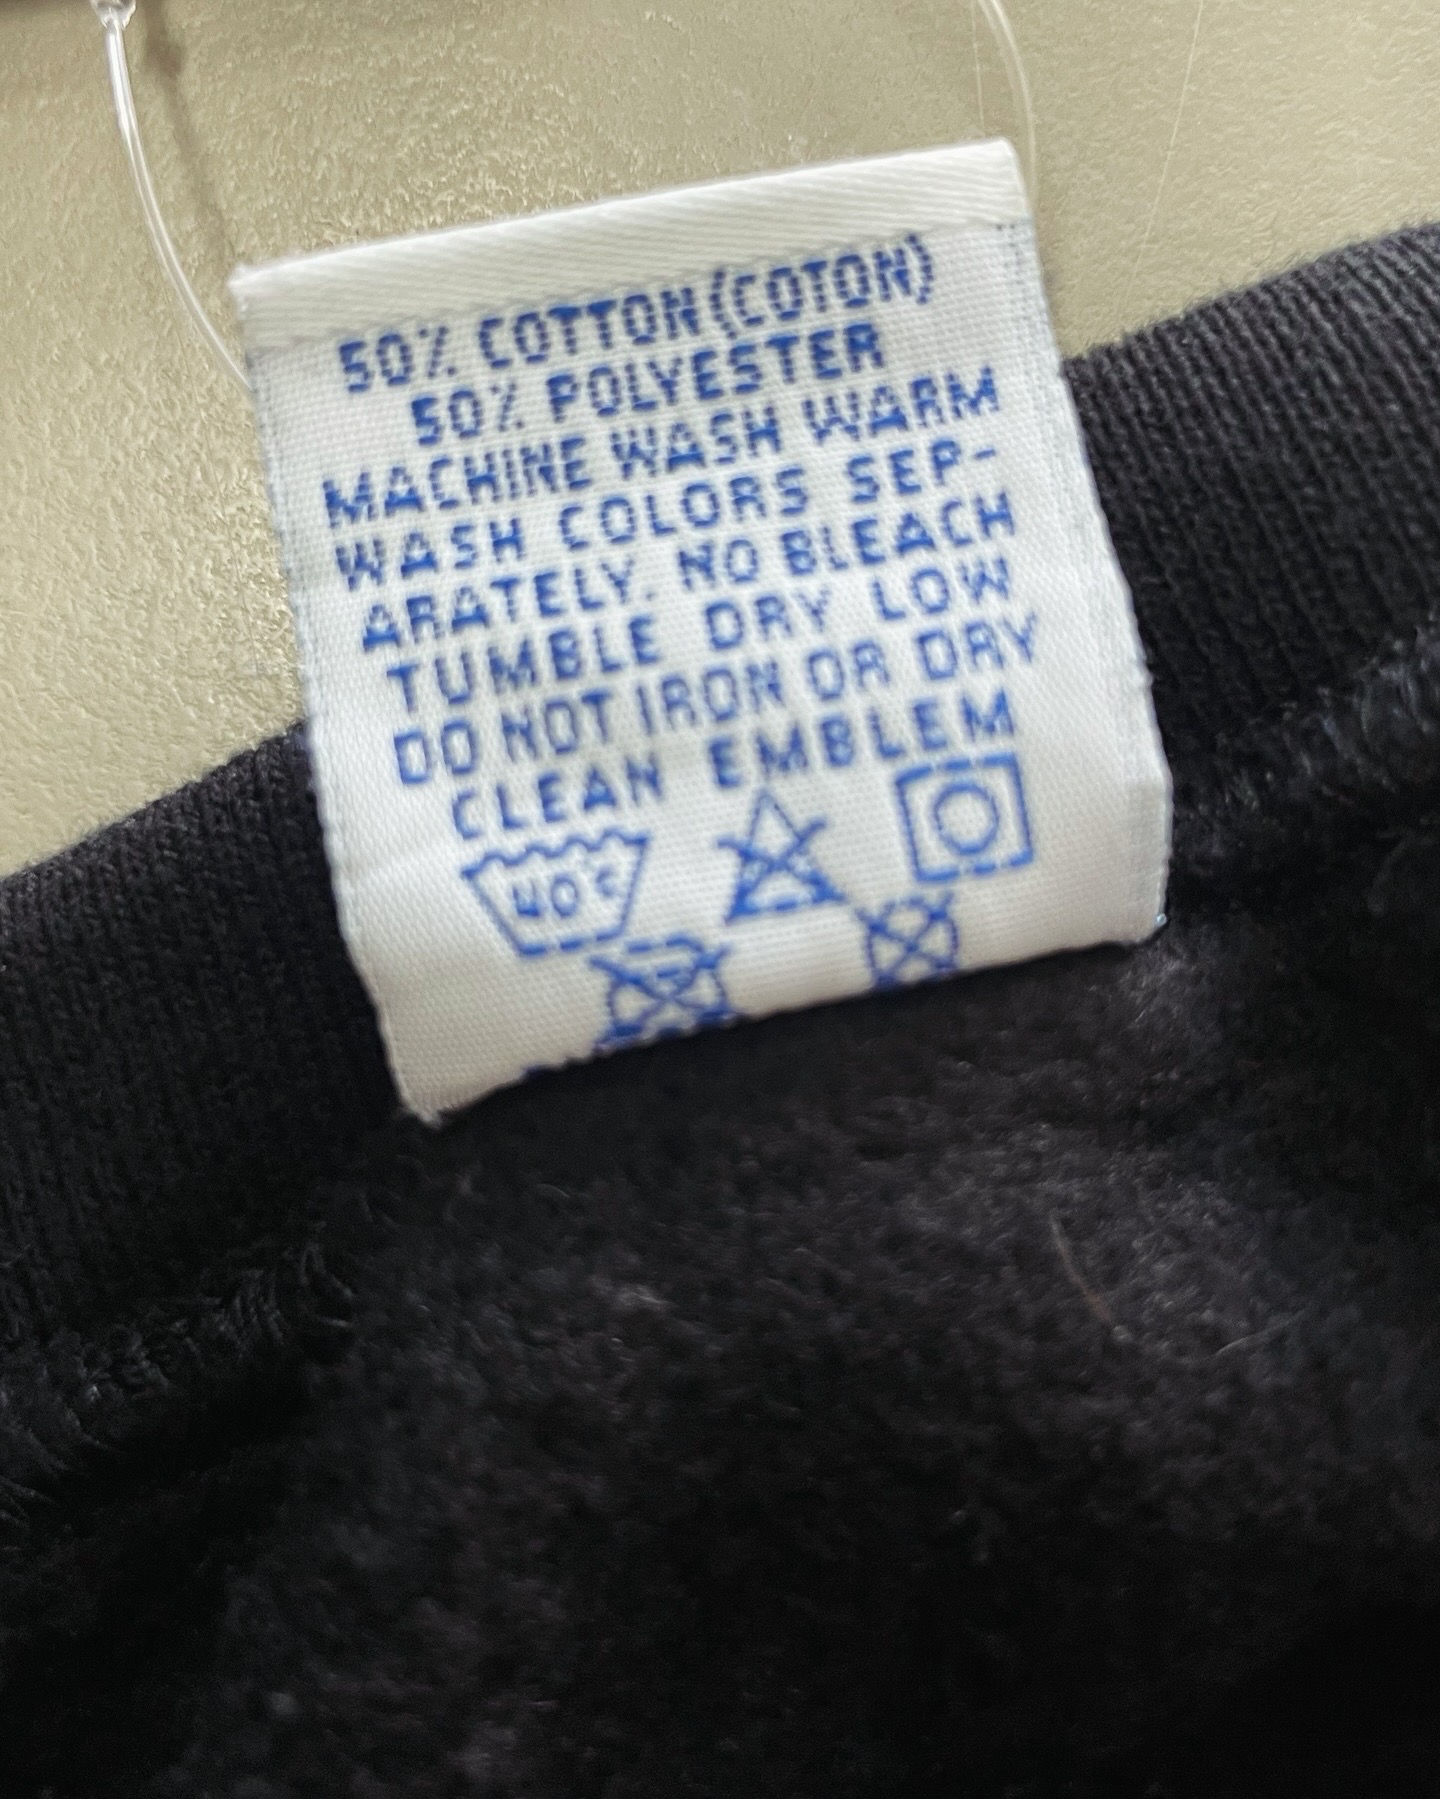 50% COTTON(COTON)
50% POLYESTER
MACHINE WASH WARM
WASH COLORS SEP-
ARATELY. NO BLEACH
TUMBLE DRY LOW
DO NOT IRON OR DRY
CLEAN EMBLEM
40°C